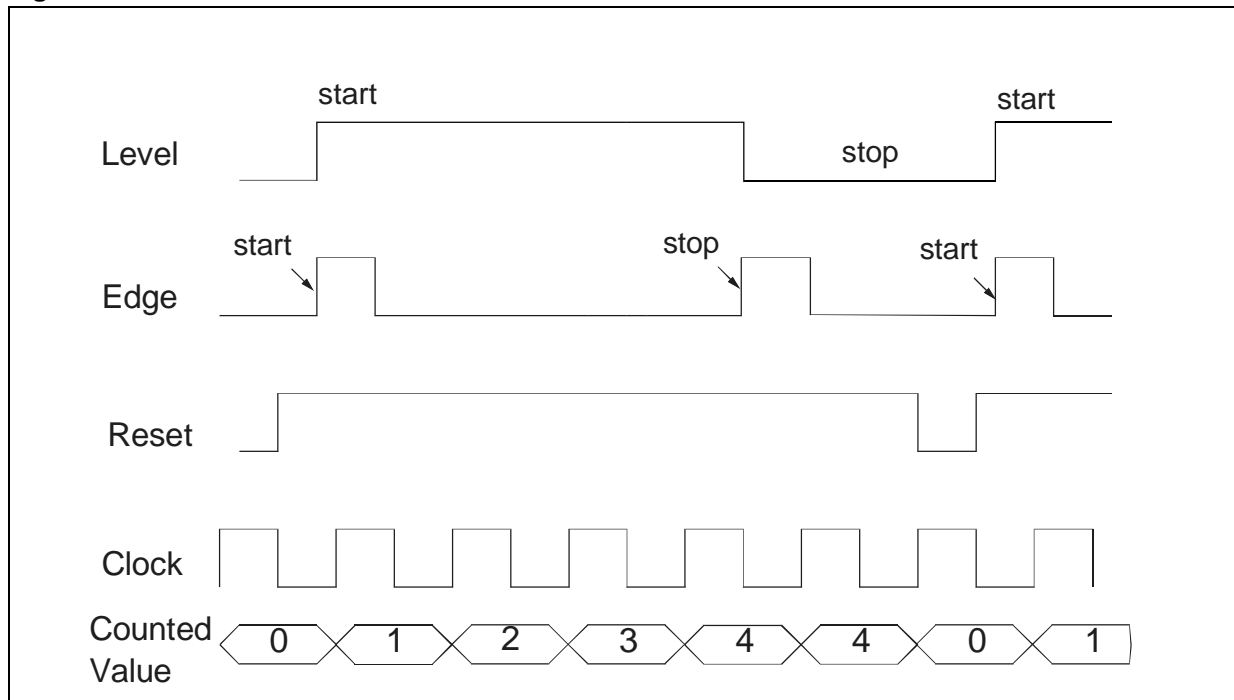 start
start
Level
stop
start
stop
start
Edge
Reset
Clock
Counted
Value
0 1 2 3 4 4 0 1